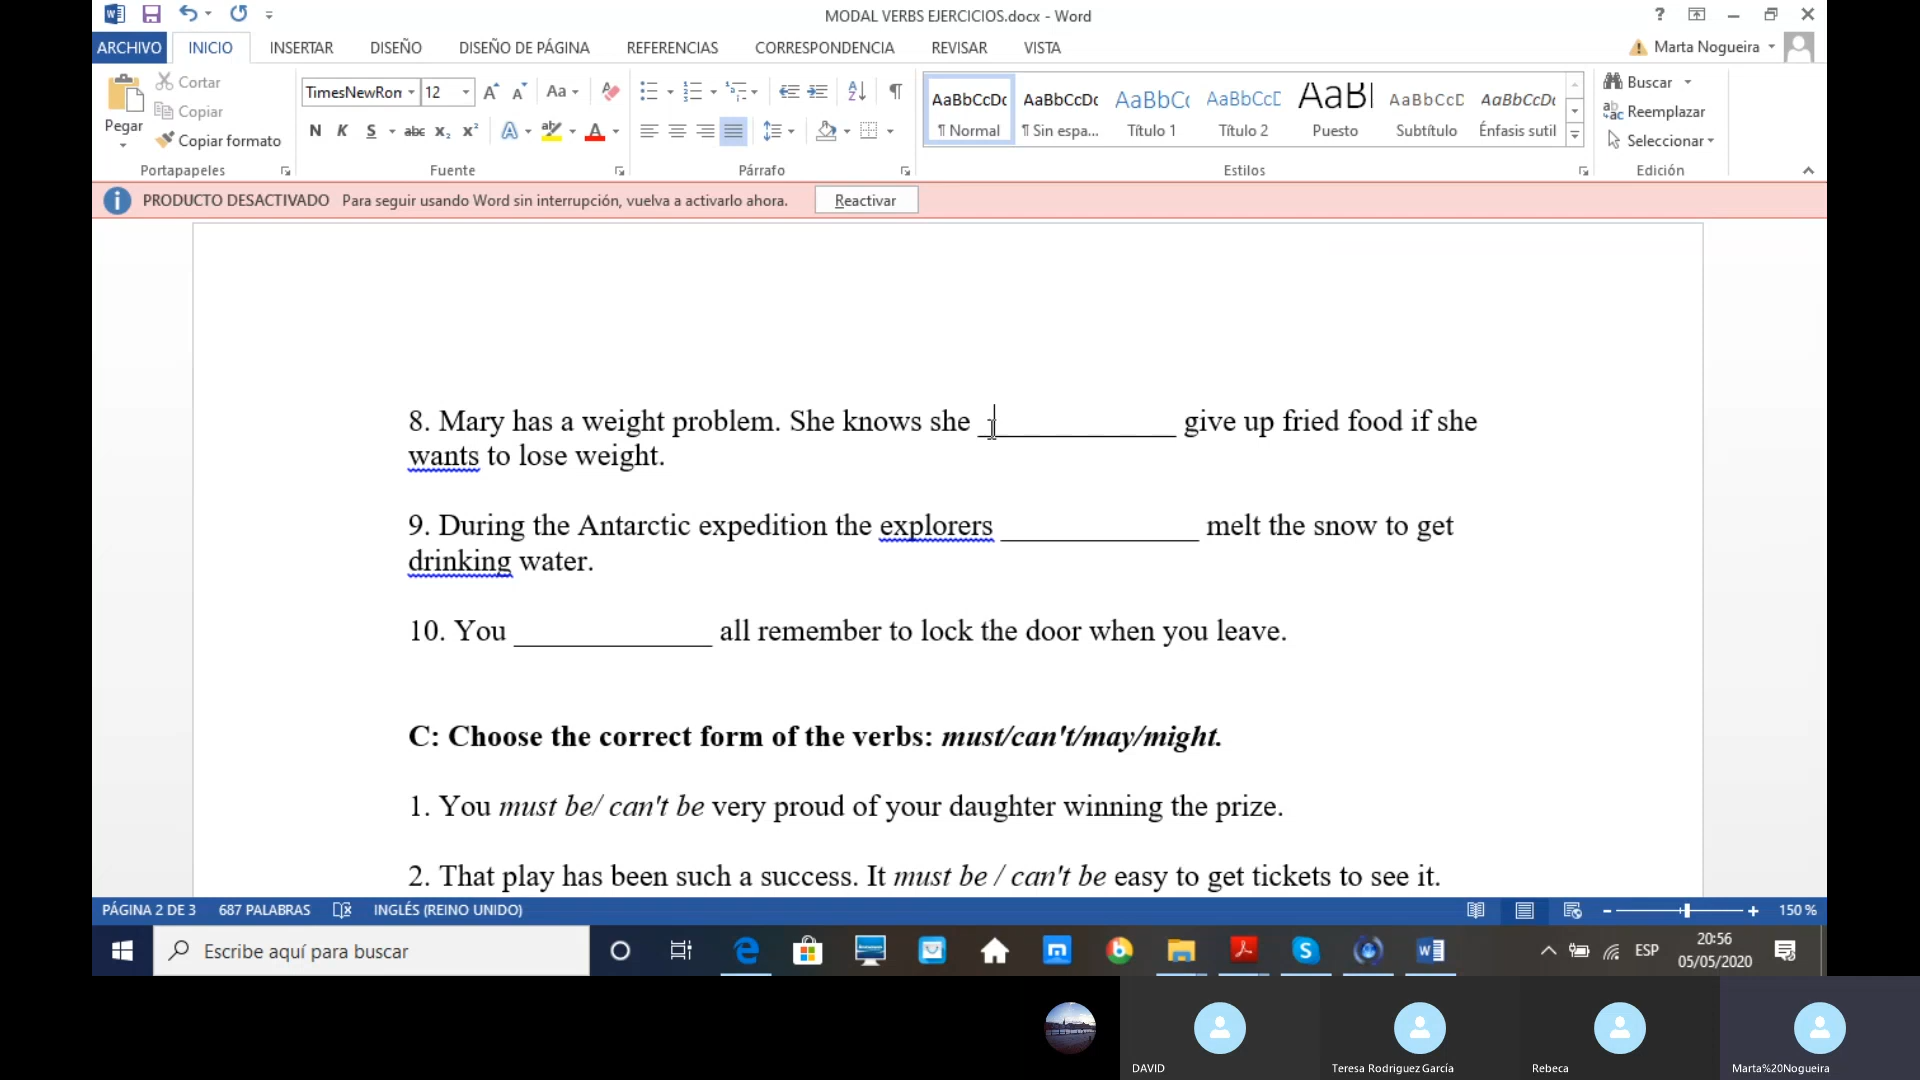 MODAL VERBS EJERCICIOS.docx - Word
ARCHIVO INICIO INSERTAR DISEÑO DISEÑO DE PÁGINA REFERENCIAS CORRESPONDENCIA REVISAR VISTA Marta Nogueira
Pegar
Cortar
Copiar
Copiar formato
Portapapeles
TimesNewRon 12 Aa
N K S abc x₂ x² A A
Fuente
Párrafo
AaBbCcDc AaBbCcDc AaBbCc AaBbCcD AaBl AaBbCcD AaBbCcDc
¶ Normal ¶ Sin espa... Título 1 Título 2 Puesto Subtítulo Énfasis sutil
Estilos
Buscar
Reemplazar
Seleccionar
Edición
PRODUCTO DESACTIVADO Para seguir usando Word sin interrupción, vuelva a activarlo ahora. Reactivar
8. Mary has a weight problem. She knows she _____________ give up fried food if she
wants to lose weight.
9. During the Antarctic expedition the explorers _____________ melt the snow to get
drinking water.
10. You _____________ all remember to lock the door when you leave.
C: Choose the correct form of the verbs: must/can't/may/might.
1. You must be/ can't be very proud of your daughter winning the prize.
2. That play has been such a success. It must be / can't be easy to get tickets to see it.
PÁGINA 2 DE 3 687 PALABRAS INGLÉS (REINO UNIDO) 150 %
Escribe aquí para buscar
ESP
20:56
05/05/2020
DAVID Teresa Rodriguez García Rebeca Marta%20Nogueira